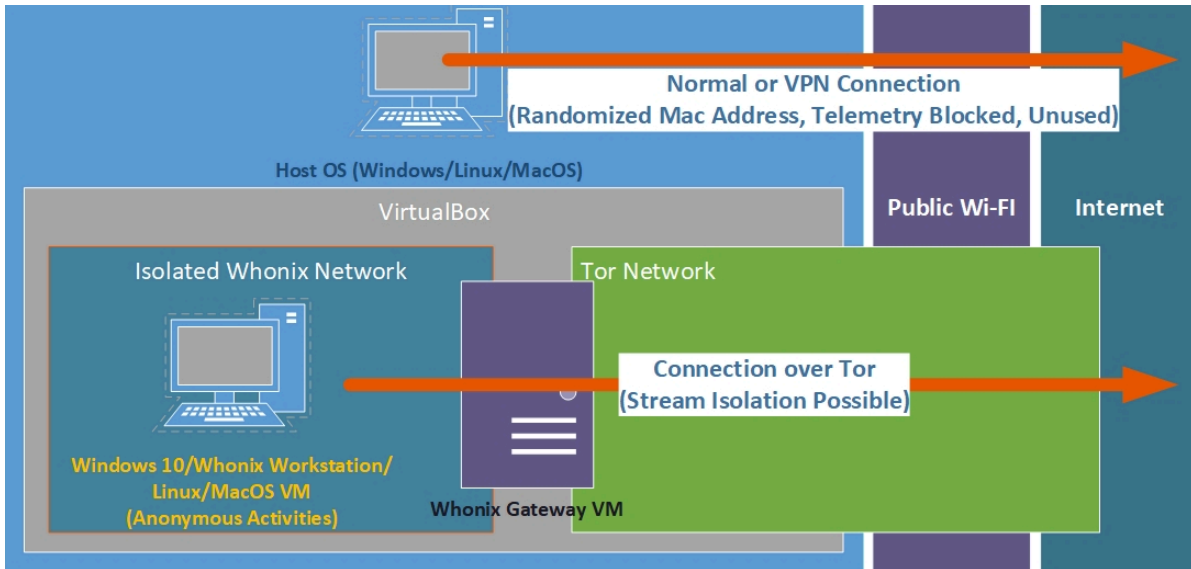 Normal or VPN Connection
(Randomized Mac Address, Telemetry Blocked, Unused)
Host OS (Windows/Linux/MacOS)
VirtualBox
Public Wi-FI
Internet
Isolated Whonix Network
Tor Network
Connection over Tor
(Stream Isolation Possible)
Windows 10/Whonix Workstation/
Linux/MacOS VM
(Anonymous Activities)
Whonix Gateway VM